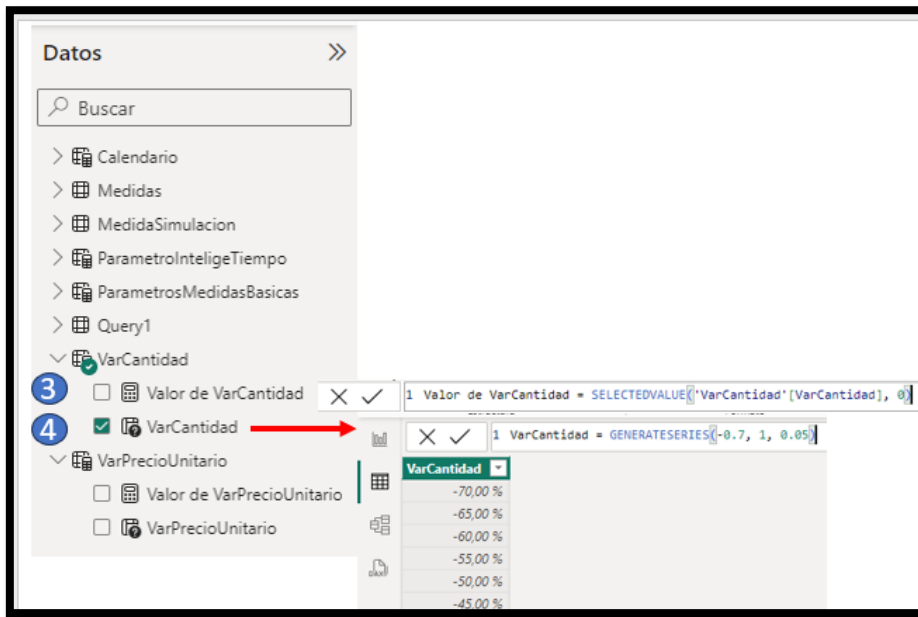 Datos
Buscar
Calendario
Medidas
MedidaSimulacion
ParametroInteligeTiempo
ParametrosMedidasBasicas
Query1
VarCantidad
3 Valor de VarCantidad 1 Valor de VarCantidad = SELECTEDVALUE('VarCantidad'[VarCantidad], 0)
4 VarCantidad 1 VarCantidad = GENERATESERIES(-0.7, 1, 0.05)
VarPrecioUnitario
Valor de VarPrecioUnitario
VarPrecioUnitario
VarCantidad
-70,00 %
-65,00 %
-60,00 %
-55,00 %
-50,00 %
-45,00 %